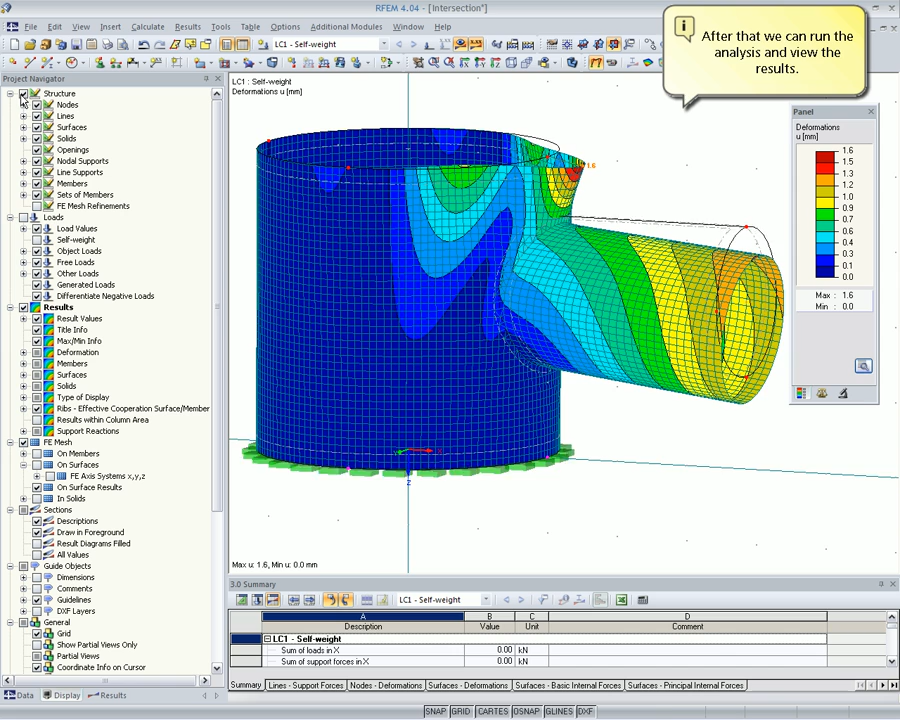 RFEM 4.04 - [Intersection*]
File Edit View Insert Calculate Results Tools Table Options Additional Modules Window Help
LC1 - Self-weight
After that we can run the
analysis and view the
results.
Project Navigator
Structure
Nodes
Lines
Surfaces
Solids
Openings
Nodal Supports
Line Supports
Members
Sets of Members
FE Mesh Refinements
Loads
Load Values
Self-weight
Object Loads
Free Loads
Other Loads
Generated Loads
Differentiate Negative Loads
Results
Result Values
Title Info
Max/Min Info
Deformation
Members
Surfaces
Solids
Type of Display
Ribs - Effective Cooperation Surface/Member
Results within Column Area
Support Reactions
FE Mesh
On Members
On Surfaces
FE Axis Systems x,y,z
On Surface Results
In Solids
Sections
Descriptions
Draw in Foreground
Result Diagrams Filled
All Values
Guide Objects
Dimensions
Comments
Guidelines
DXF Layers
General
Grid
Show Partial Views Only
Partial Views
Coordinate Info on Cursor
Data Display Results
LC1 : Self-weight
Deformations u [mm]
1.6
Y X
Z
Max u: 1.6, Min u: 0.0 mm
Panel
Deformations
u [mm]
1.6
1.5
1.3
1.2
1.0
0.9
0.7
0.6
0.4
0.3
0.1
0.0
Max : 1.6
Min : 0.0
3.0 Summary
LC1 - Self-weight
A B C D
Description Value Unit Comment
LC1 - Self-weight
Sum of loads in X 0.00 kN
Sum of support forces in X 0.00 kN
Summary Lines - Support Forces Nodes - Deformations Surfaces - Deformations Surfaces - Basic Internal Forces Surfaces - Principal Internal Forces
SNAP GRID CARTES OSNAP GLINES DXF